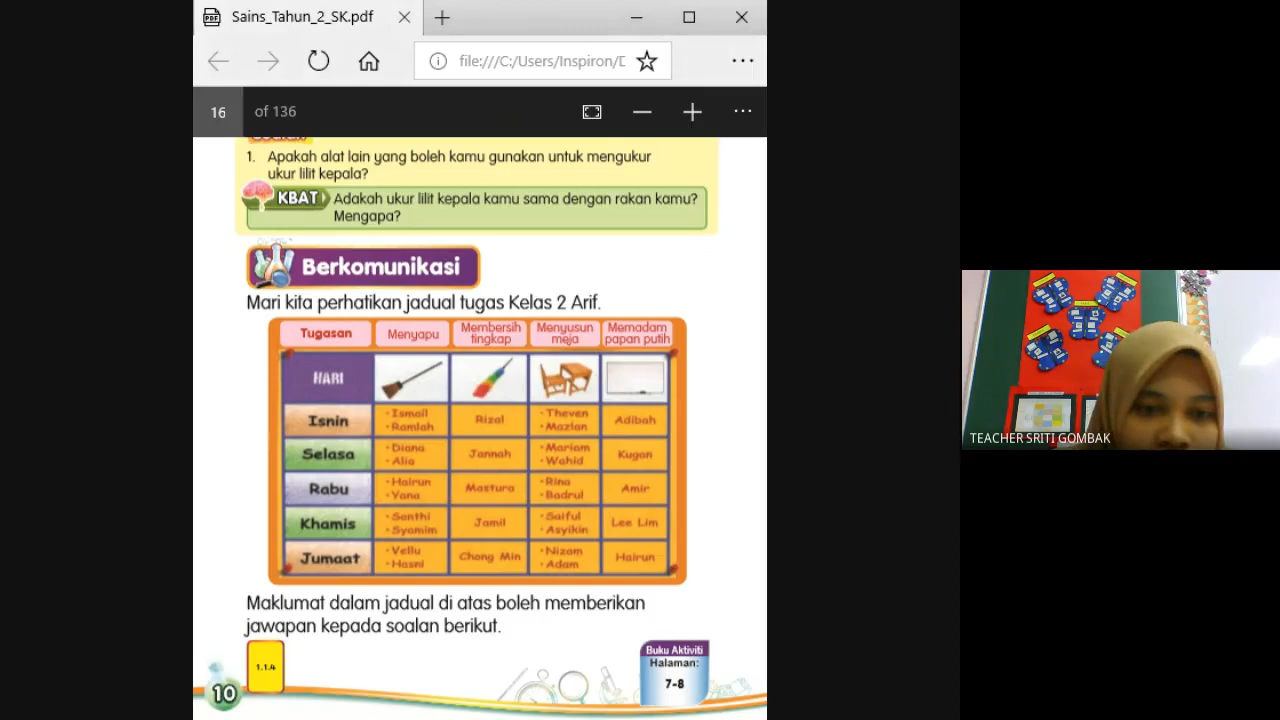 Sains_Tahun_2_SK.pdf
file:///C:/Users/Inspiron/D
16 of 136
1. Apakah alat lain yang boleh kamu gunakan untuk mengukur
ukur lilit kepala?
KBAT Adakah ukur lilit kepala kamu sama dengan rakan kamu?
Mengapa?
Berkomunikasi
Mari kita perhatikan jadual tugas Kelas 2 Arif.
Tugasan Menyapu Membersih tingkap Menyusun meja Memadam papan putih
HARI
Isnin • Ismail • Ramlah Rizal • Theven • Mazlan Adibah
Selasa • Diana • Alia Jannah • Mariam • Wahid Kugan
Rabu • Hairun • Yana Mastura • Rina • Badrul Amir
Khamis • Santhi • Syamim Jamil • Saiful • Asyikin Lee Lim
Jumaat • Vellu • Hasni Chong Min • Nizam • Adam Hairun
Maklumat dalam jadual di atas boleh memberikan
jawapan kepada soalan berikut.
1.1.4
Buku Aktiviti
Halaman:
7-8
10
TEACHER SRITI GOMBAK